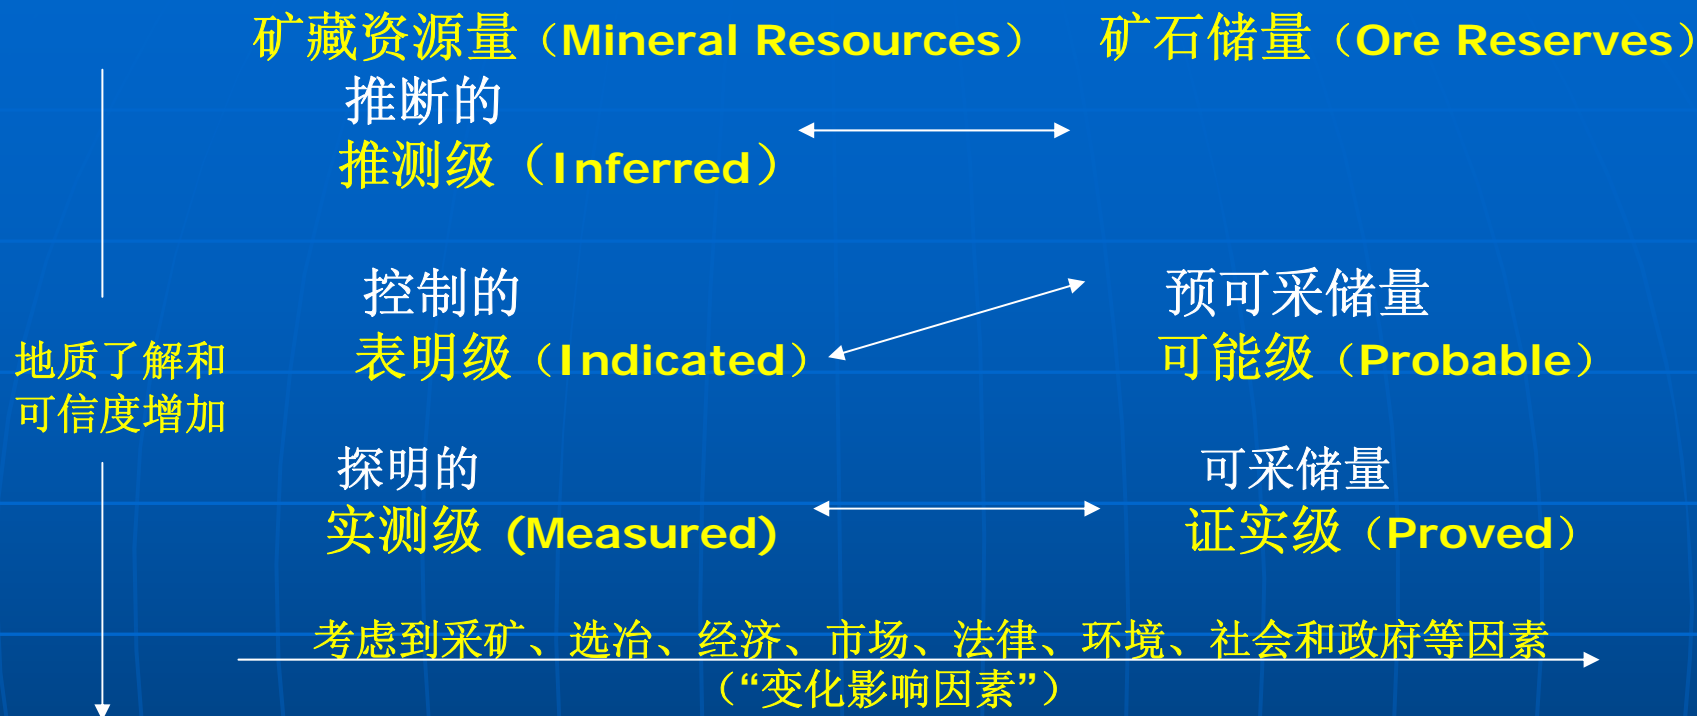 矿藏资源量（Mineral Resources） 矿石储量（Ore Reserves）
推断的
推测级（Inferred）
控制的 预可采储量
表明级（Indicated） 可能级（Probable）
地质了解和
可信度增加
探明的 可采储量
实测级 (Measured) 证实级（Proved）
考虑到采矿、选冶、经济、市场、法律、环境、社会和政府等因素
（“变化影响因素”）